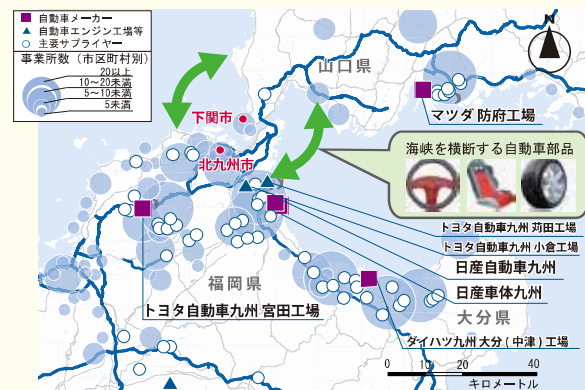 自動車メーカー
自動車エンジン工場等
主要サプライヤー
事業所数（市区町村別）
20以上
10〜20未満
5〜10未満
5未満
N
山口県
下関市
北九州市
マツダ 防府工場
海峡を横断する自動車部品
トヨタ自動車九州 苅田工場
トヨタ自動車九州 小倉工場
日産自動車九州
日産車体九州
福岡県
トヨタ自動車九州 宮田工場
大分県
ダイハツ九州 大分(中津)工場
0 10 20 40
キロメートル